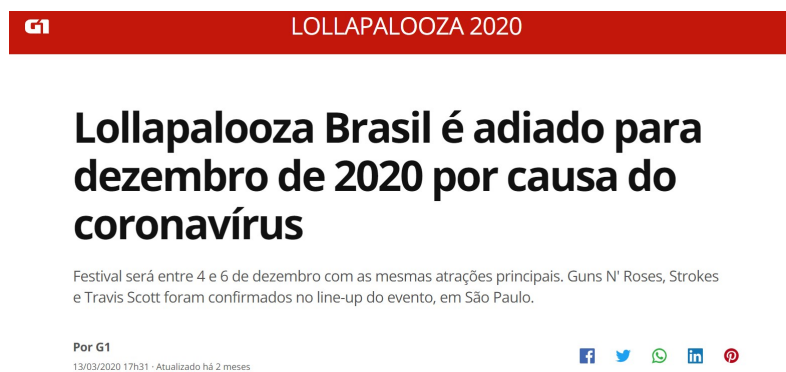 G1
LOLLAPALOOZA 2020
Lollapalooza Brasil é adiado para
dezembro de 2020 por causa do
coronavírus
Festival será entre 4 e 6 de dezembro com as mesmas atrações principais. Guns N' Roses, Strokes
e Travis Scott foram confirmados no line-up do evento, em São Paulo.
Por G1
13/03/2020 17h31 · Atualizado há 2 meses